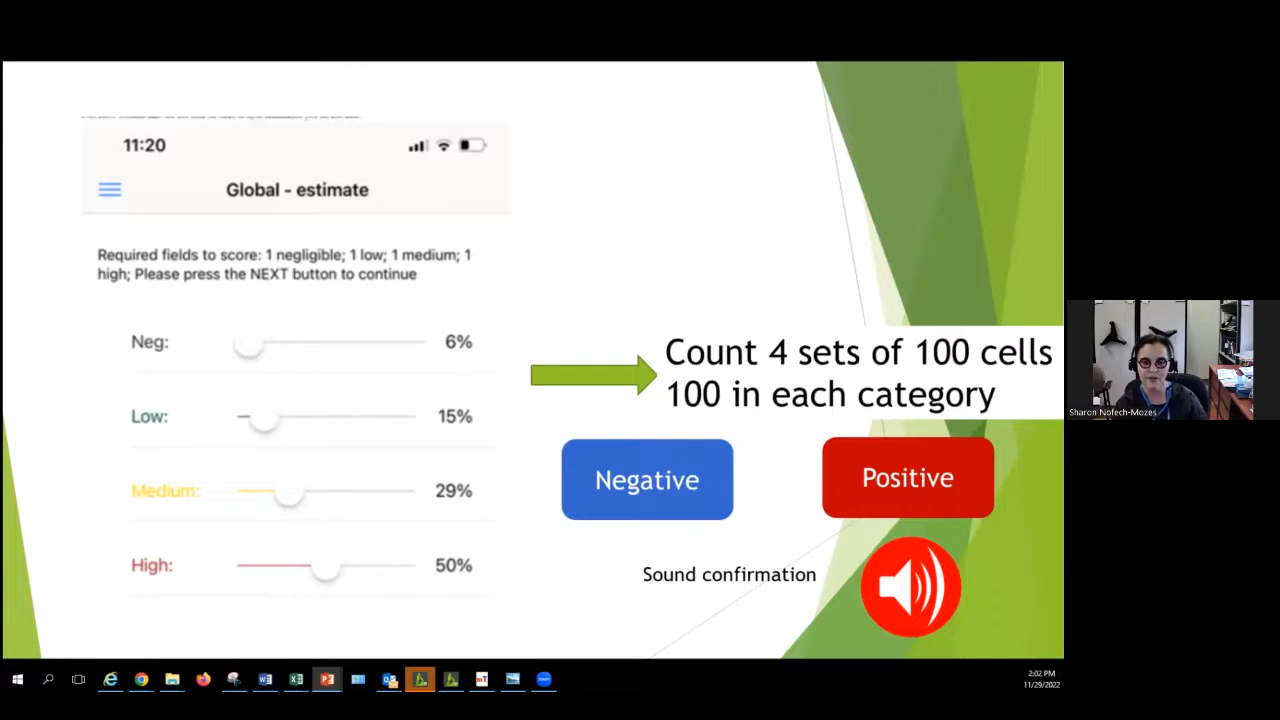 11:20
Global - estimate
Required fields to score: 1 negligible; 1 low; 1 medium; 1
high; Please press the NEXT button to continue
Neg: 6%
Low: 15%
Medium: 29%
High: 50%
Count 4 sets of 100 cells
100 in each category
Negative
Positive
Sound confirmation
Sharon Nofech-Mozes
2:02 PM
11/29/2022